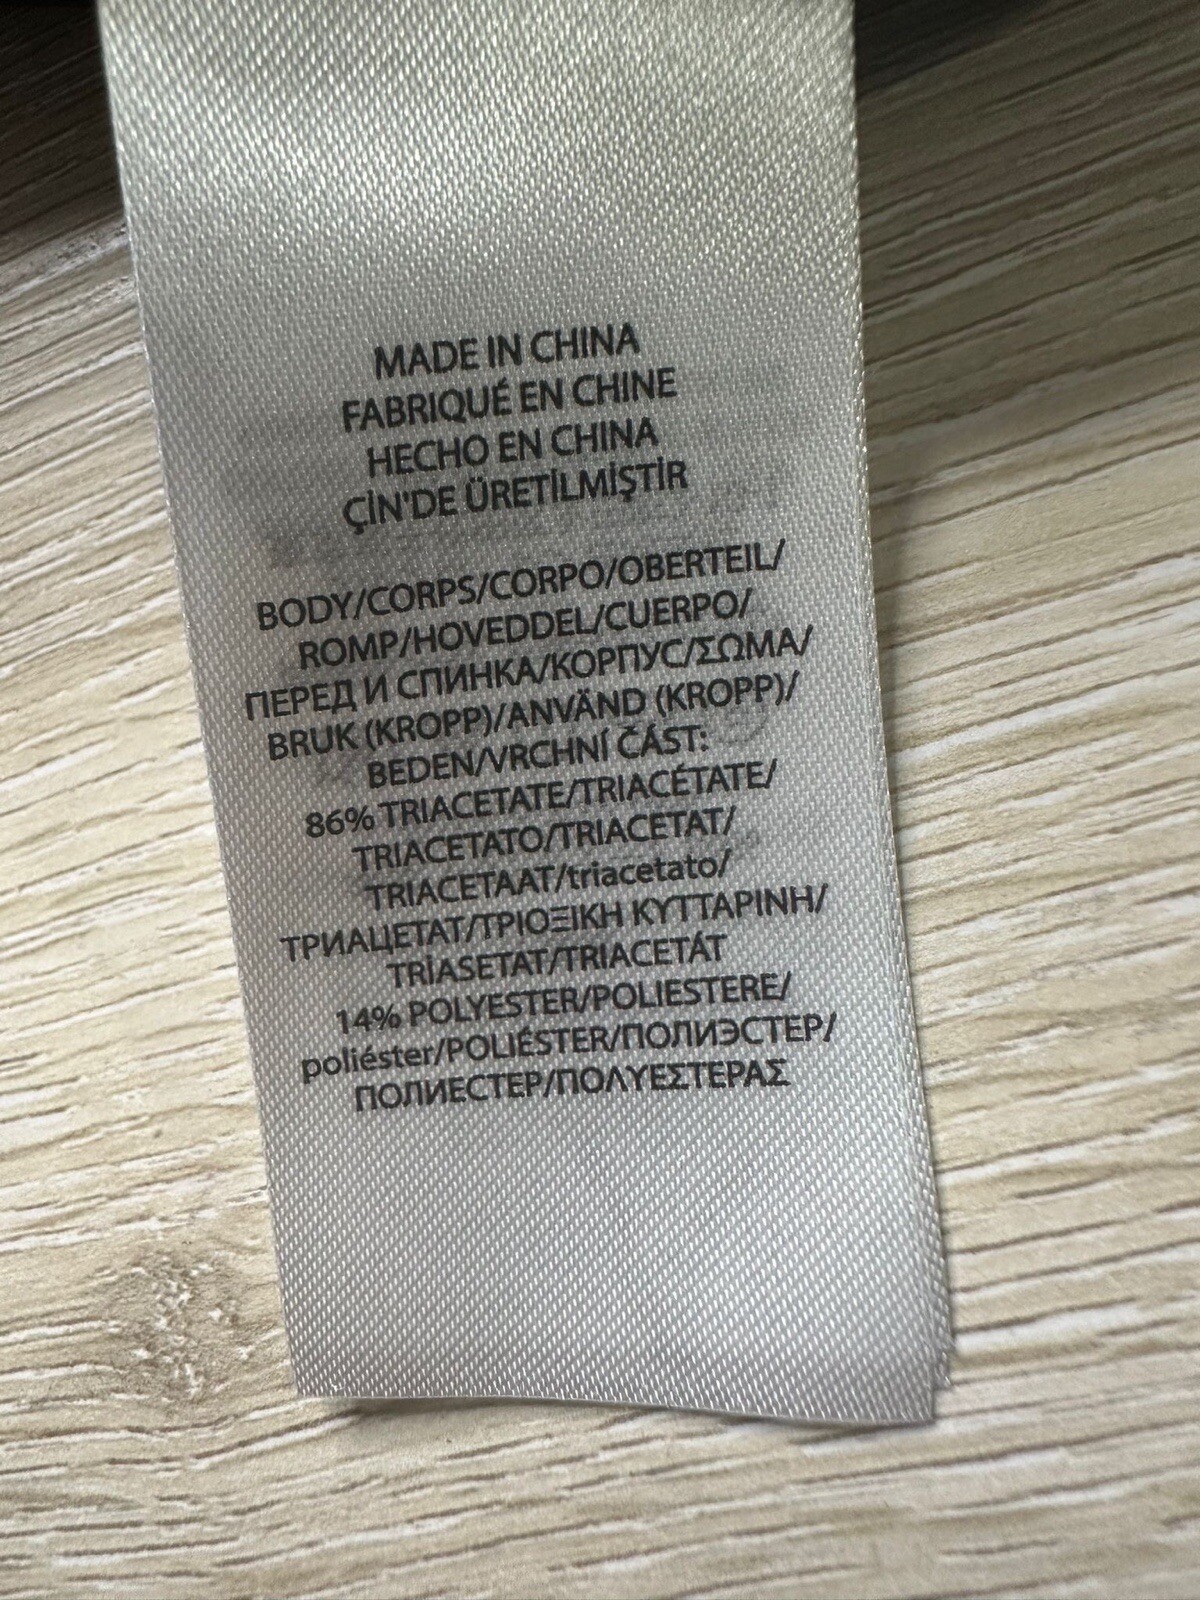 MADE IN CHINA
FABRIQUÉ EN CHINE
HECHO EN CHINA
ÇİN'DE ÜRETİLMİŞTİR
BODY/CORPS/CORPO/OBERTEIL/
ROMP/HOVEDDEL/CUERPO/
ПЕРЕД И СПИНКА/КОРПУС/ΣΩΜΑ/
BRUK (KROPP)/ANVÄND (KROPP)/
BEDEN/VRCHNÍ ČÁST:
86% TRIACETATE/TRIACÉTATE/
TRIACETATO/TRIACETAT/
TRIACETAAT/triacetato/
ТРИАЦЕТАТ/ΤΡΙΟΞΙΚΗ ΚΥΤΤΑΡΙΝΗ/
TRİASETAT/TRIACETÁT
14% POLYESTER/POLIESTERE/
poliéster/POLIÉSTER/ПОЛИЭСТЕР/
ПОЛИЕСТЕР/ΠΟΛΥΕΣΤΕΡΑΣ